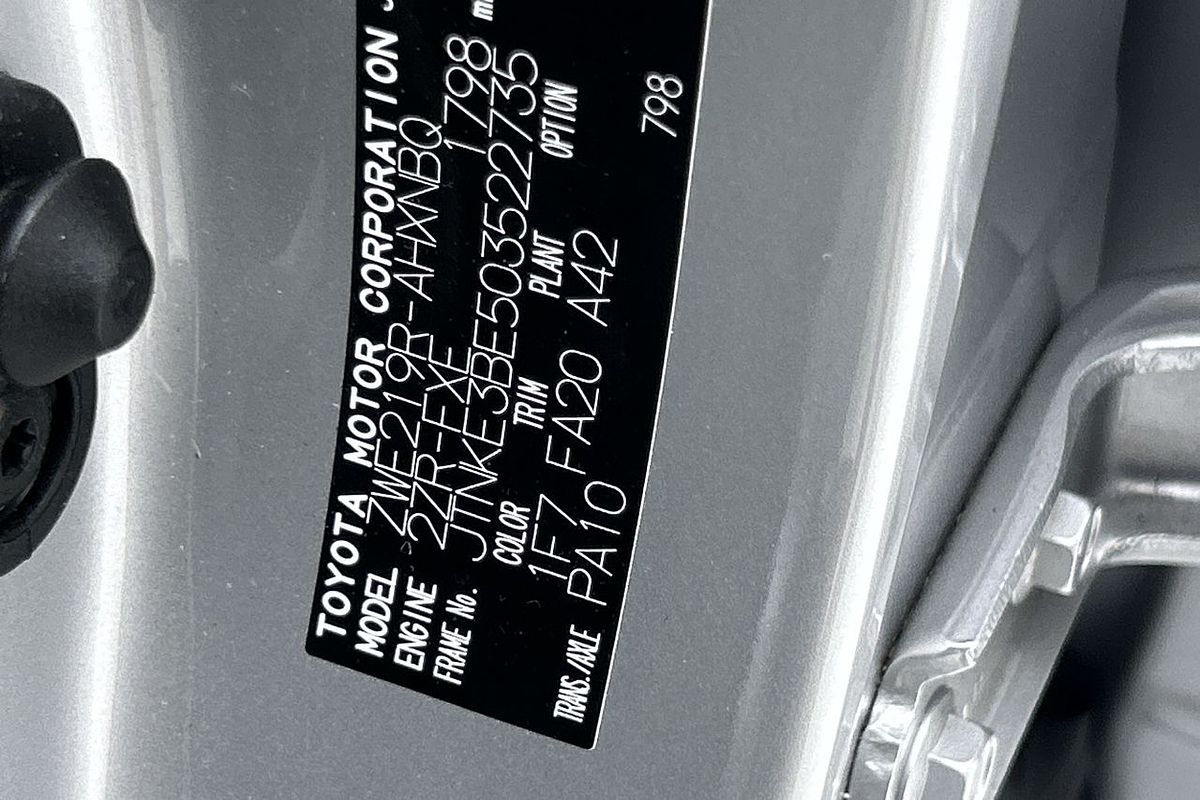 TOYOTA MOTOR CORPORATION
MODEL ZWE219R-AHXNBQ
ENGINE 2ZR-FXE 1798
FRAME No. JTNKE3BE503522735
COLOR TRIM PLANT OPTION
1F7 FA20 A42
TRANS./AXLE PA10 798